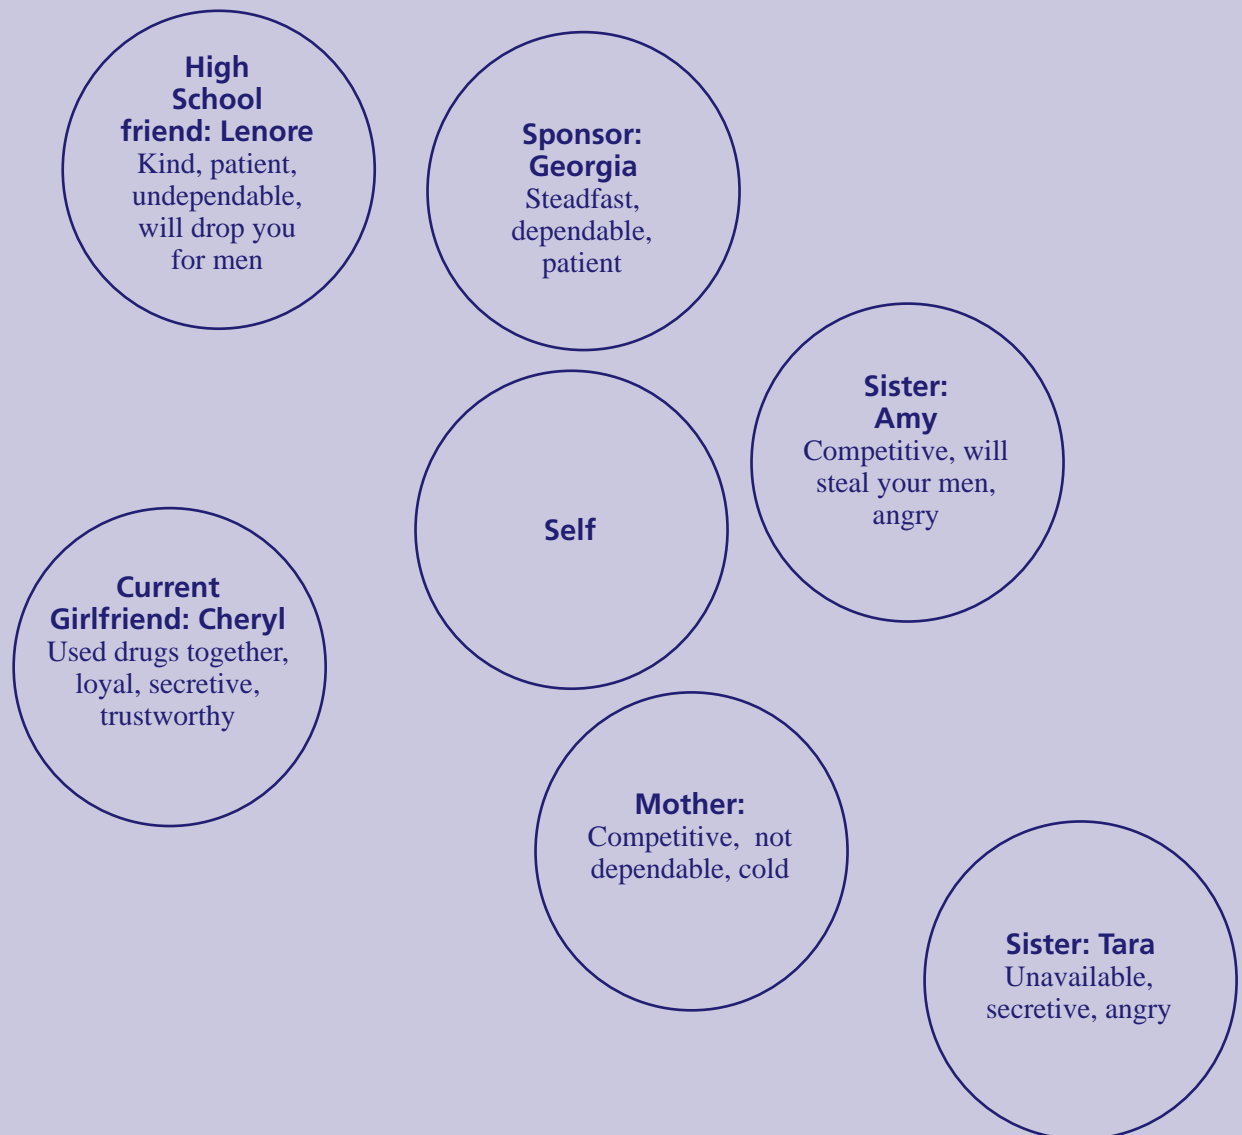 High
School
friend: Lenore
Kind, patient,
undependable,
will drop you
for men
Sponsor:
Georgia
Steadfast,
dependable,
patient
Sister:
Amy
Competitive, will
steal your men,
angry
Self
Current
Girlfriend: Cheryl
Used drugs together,
loyal, secretive,
trustworthy
Mother:
Competitive, not
dependable, cold
Sister: Tara
Unavailable,
secretive, angry